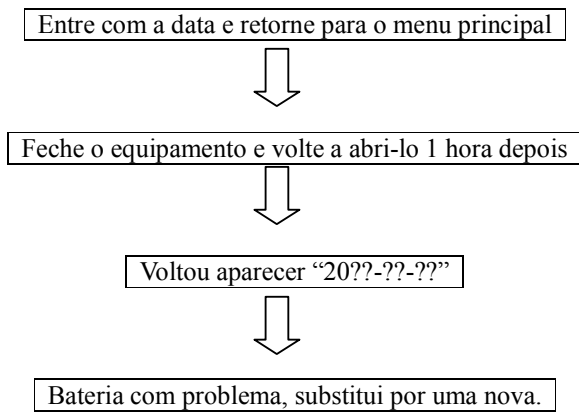 Entre com a data e retorne para o menu principal
Feche o equipamento e volte a abri-lo 1 hora depois
Voltou aparecer “20??-??-??”
Bateria com problema, substitui por uma nova.